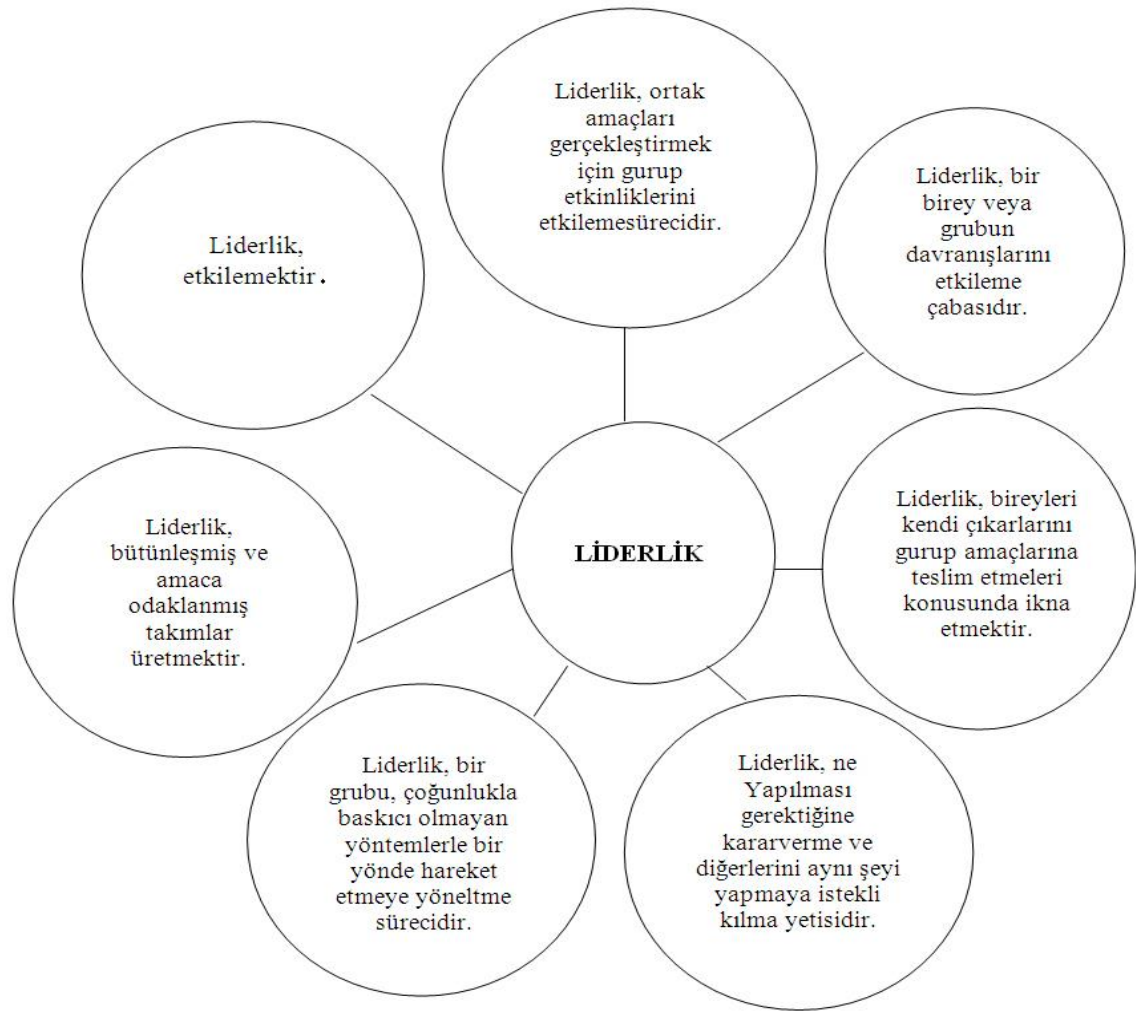 Liderlik, ortak
amaçları
gerçekleştirmek
için gurup
etkinliklerini
etkilemesürecidir.
Liderlik, bir
birey veya
grubun
davranışlarını
etkileme
çabasıdır.
Liderlik,
etkilemektir.
Liderlik, bireyleri
kendi çıkarlarını
gurup amaçlarına
teslim etmeleri
konusunda ikna
etmektir.
LİDERLİK
Liderlik,
bütünleşmiş ve
amaca
odaklanmış
takımlar
üretmektir.
Liderlik, bir
grubu, çoğunlukla
baskıcı olmayan
yöntemlerle bir
yönde hareket
etmeye yöneltme
sürecidir.
Liderlik, ne
Yapılması
gerektiğine
kararverme ve
diğerlerini aynı şeyi
yapmaya istekli
kılma yetisidir.